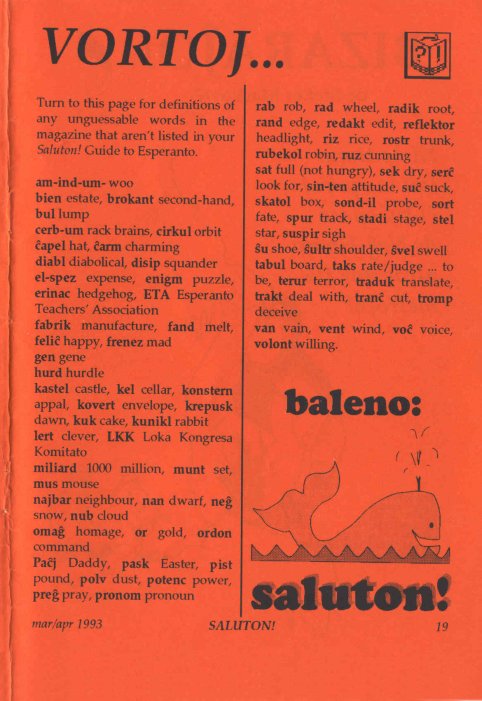 VORTOJ...
?!
Turn to this page for definitions of
any unguessable words in the
magazine that aren't listed in your
Saluton! Guide to Esperanto.
am-ind-um- woo
bien estate, brokant second-hand,
bul lump
cerb-um rack brains, cirkul orbit
ĉapel hat, ĉarm charming
diabl diabolical, disip squander
el-spez expense, enigm puzzle,
erinac hedgehog, ETA Esperanto
Teachers' Association
fabrik manufacture, fand melt,
feliĉ happy, frenez mad
gen gene
hurd hurdle
kastel castle, kel cellar, konstern
appal, kovert envelope, krepusk
dawn, kuk cake, kunikl rabbit
lert clever, LKK Loka Kongresa
Komitato
miliard 1000 million, munt set,
mus mouse
najbar neighbour, nan dwarf, neĝ
snow, nub cloud
omaĝ homage, or gold, ordon
command
Paĉj Daddy, pask Easter, pist
pound, polv dust, potenc power,
preĝ pray, pronom pronoun
rab rob, rad wheel, radik root,
rand edge, redakt edit, reflektor
headlight, riz rice, rostr trunk,
rubekol robin, ruz cunning
sat full (not hungry), sek dry, serĉ
look for, sin-ten attitude, suĉ suck,
skatol box, sond-il probe, sort
fate, spur track, stadi stage, stel
star, suspir sigh
ŝu shoe, ŝultr shoulder, ŝvel swell
tabul board, taks rate/judge ... to
be, terur terror, traduk translate,
trakt deal with, tranĉ cut, tromp
deceive
van vain, vent wind, voĉ voice,
volont willing.
baleno:
saluton!
mar/apr 1993 SALUTON! 19